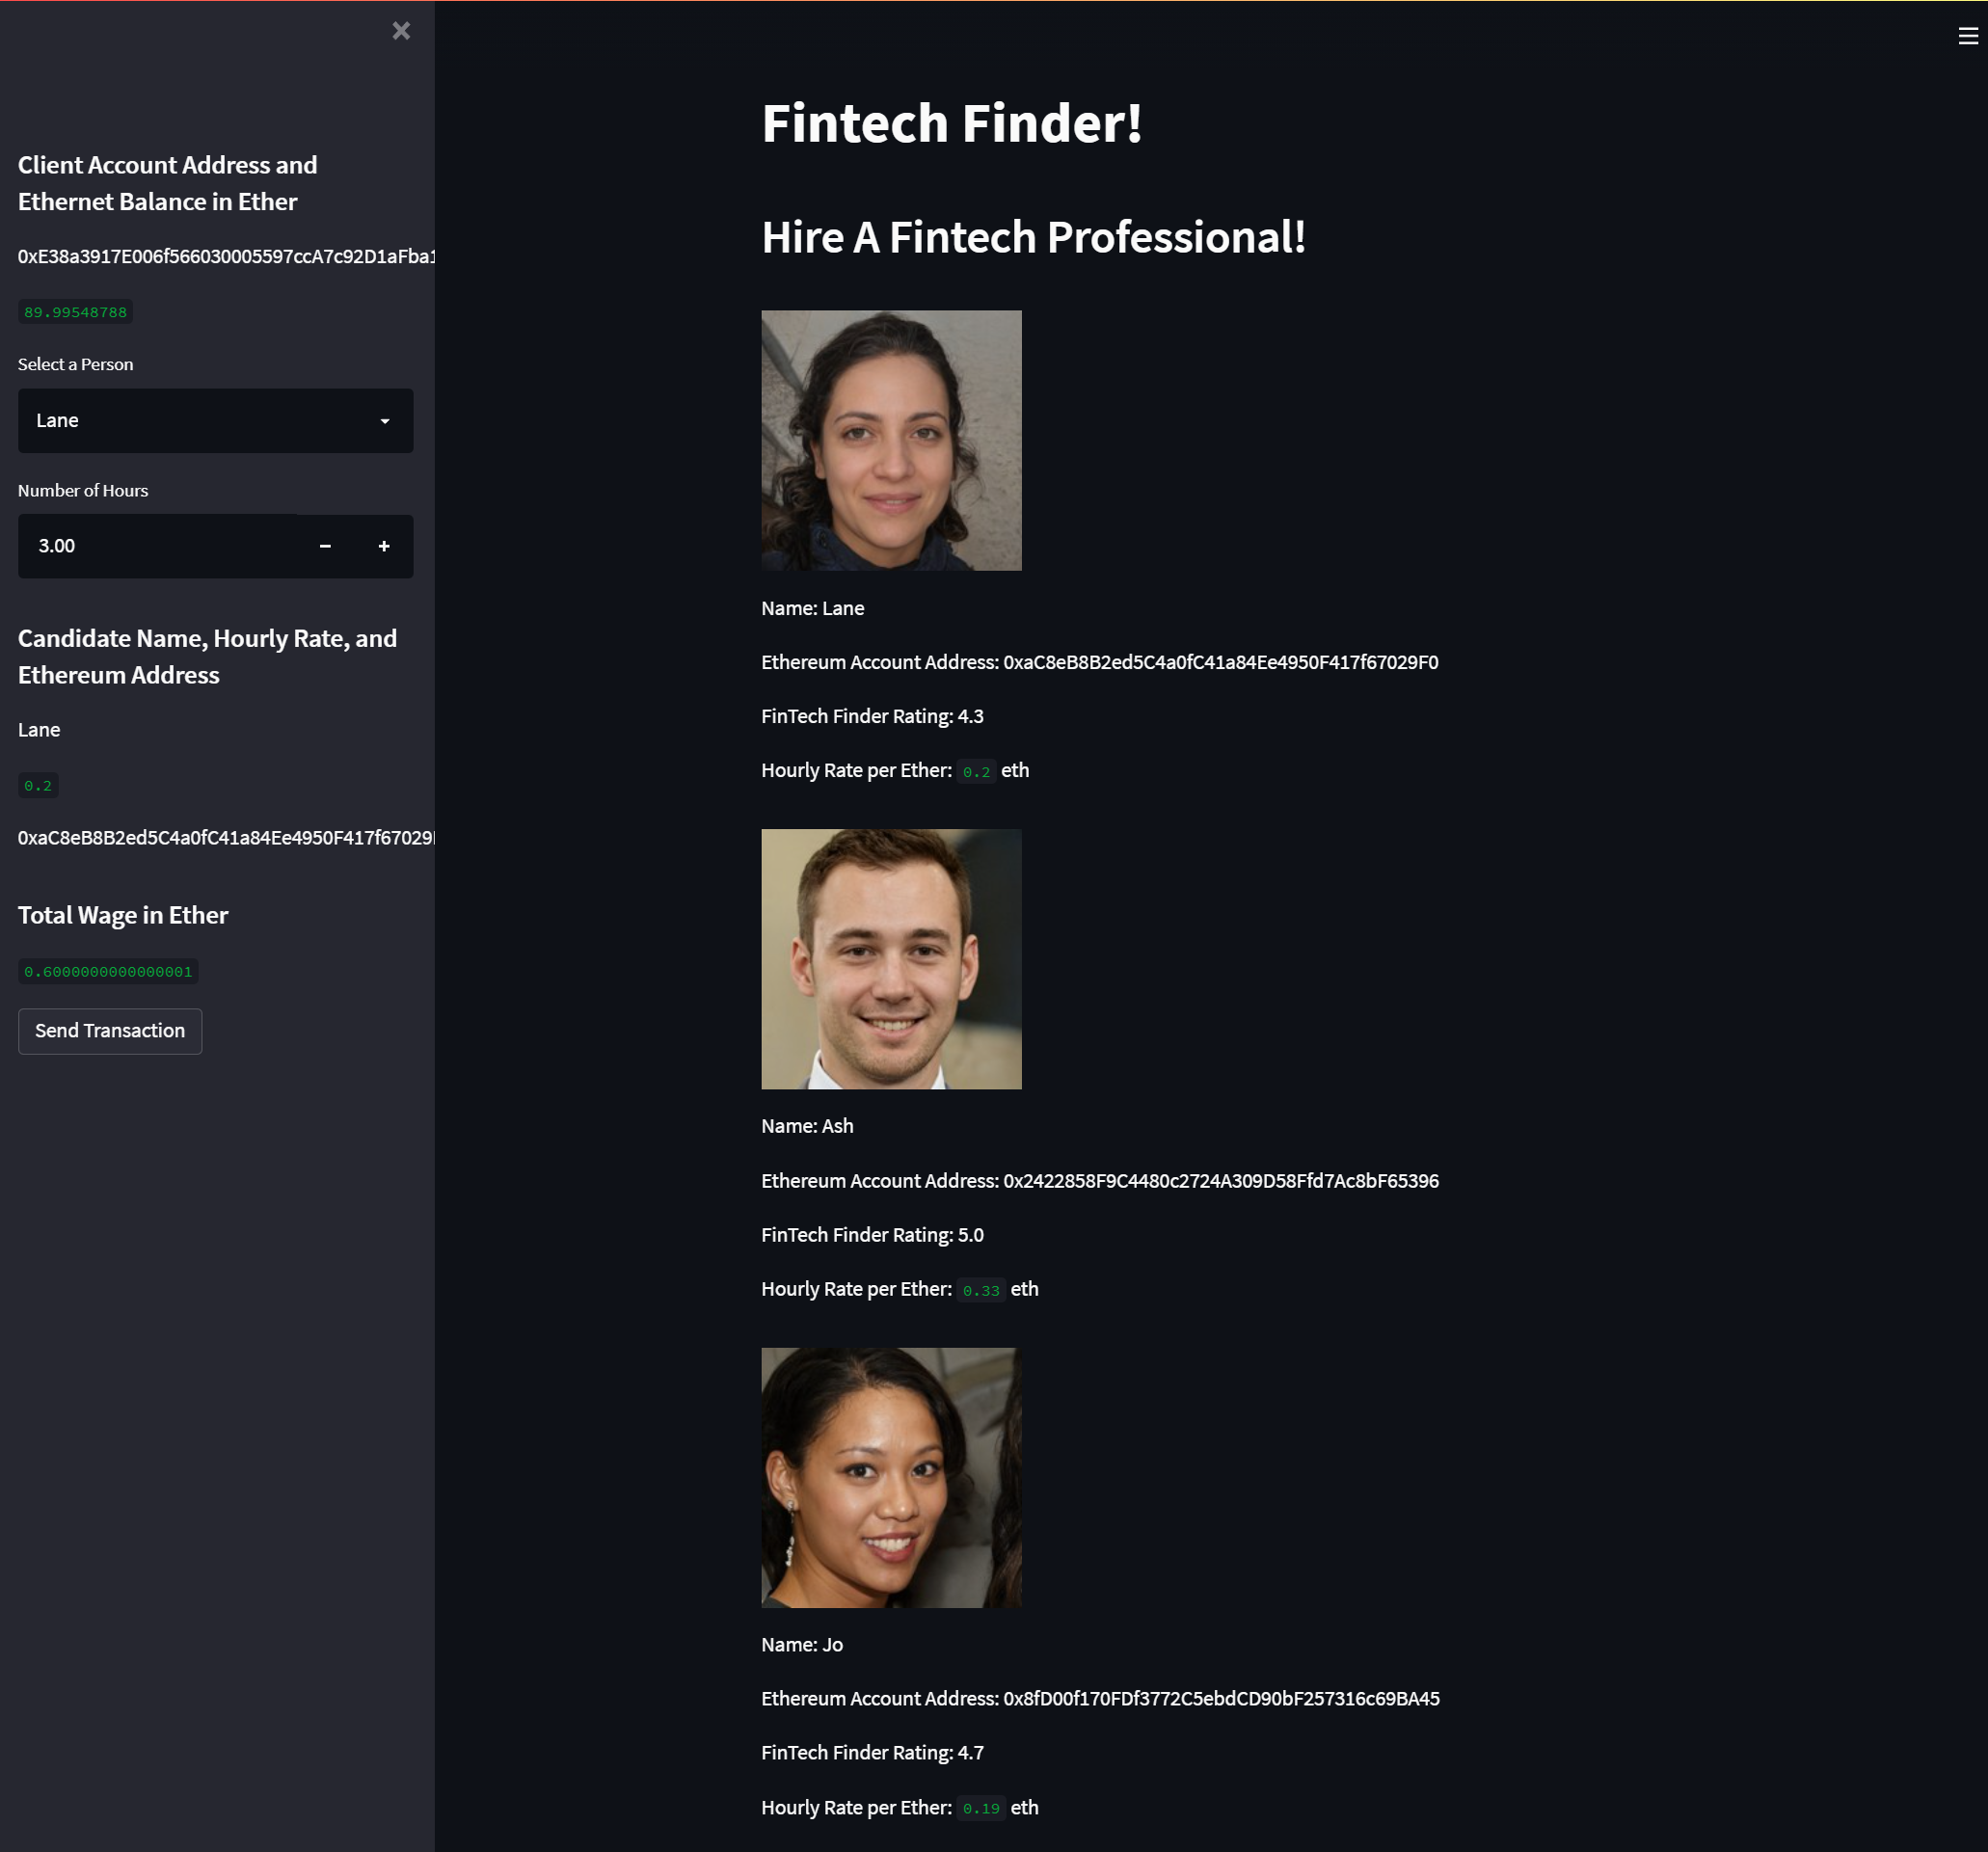 Client Account Address and
Ethernet Balance in Ether
0xE38a3917E006f566030005597ccA7c92D1aFba1
89.99548788
Select a Person
Lane
Number of Hours
3.00
Candidate Name, Hourly Rate, and
Ethereum Address
Lane
0.2
0xaC8eB8B2ed5C4a0fC41a84Ee4950F417f67029
Total Wage in Ether
0.6000000000000001
Send Transaction
Fintech Finder!
Hire A Fintech Professional!
Name: Lane
Ethereum Account Address: 0xaC8eB8B2ed5C4a0fC41a84Ee4950F417f67029F0
FinTech Finder Rating: 4.3
Hourly Rate per Ether: 0.2 eth
Name: Ash
Ethereum Account Address: 0x2422858F9C4480c2724A309D58Ffd7Ac8bF65396
FinTech Finder Rating: 5.0
Hourly Rate per Ether: 0.33 eth
Name: Jo
Ethereum Account Address: 0x8fD00f170FDf3772C5ebdCD90bF257316c69BA45
FinTech Finder Rating: 4.7
Hourly Rate per Ether: 0.19 eth